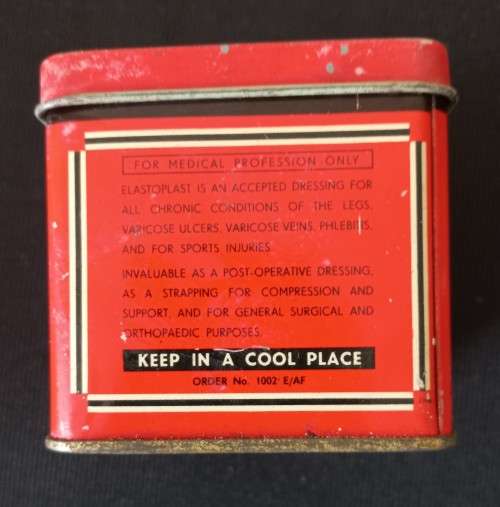 FOR MEDICAL PROFESSION ONLY
ELASTOPLAST IS AN ACCEPTED DRESSING FOR
ALL CHRONIC CONDITIONS OF THE LEGS,
VARICOSE ULCERS, VARICOSE VEINS, PHLEBITIS,
AND FOR SPORTS INJURIES.
INVALUABLE AS A POST-OPERATIVE DRESSING,
AS A STRAPPING FOR COMPRESSION AND
SUPPORT, AND FOR GENERAL SURGICAL AND
ORTHOPAEDIC PURPOSES.
KEEP IN A COOL PLACE
ORDER No. 1002 E/AF